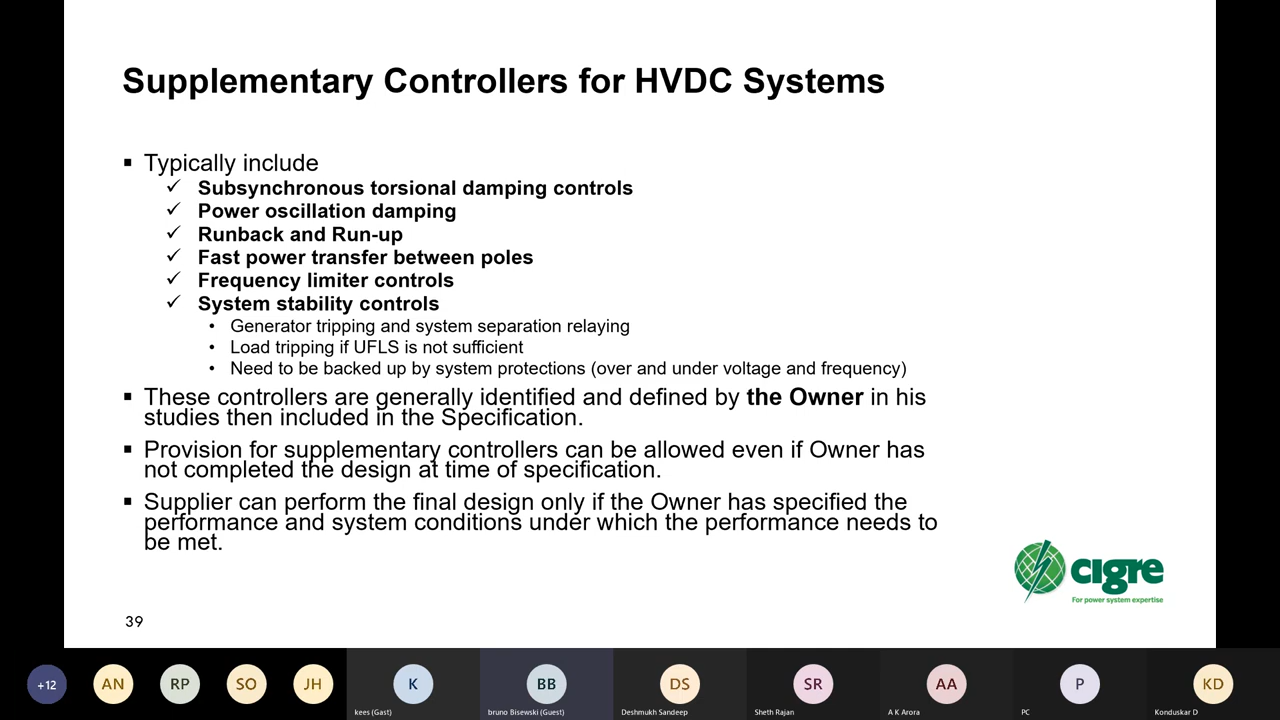 Supplementary Controllers for HVDC Systems
▪ Typically include
✓ Subsynchronous torsional damping controls
✓ Power oscillation damping
✓ Runback and Run-up
✓ Fast power transfer between poles
✓ Frequency limiter controls
✓ System stability controls
• Generator tripping and system separation relaying
• Load tripping if UFLS is not sufficient
• Need to be backed up by system protections (over and under voltage and frequency)
▪ These controllers are generally identified and defined by the Owner in his
studies then included in the Specification.
▪ Provision for supplementary controllers can be allowed even if Owner has
not completed the design at time of specification.
▪ Supplier can perform the final design only if the Owner has specified the
performance and system conditions under which the performance needs to
be met.
cigre
For power system expertise
39
+12 AN RP SO JH K BB DS SR AA P KD
kees (Gast) bruno Bisewski (Guest) Deshmukh Sandeep Sheth Rajan A K Arora PC Konduskar D